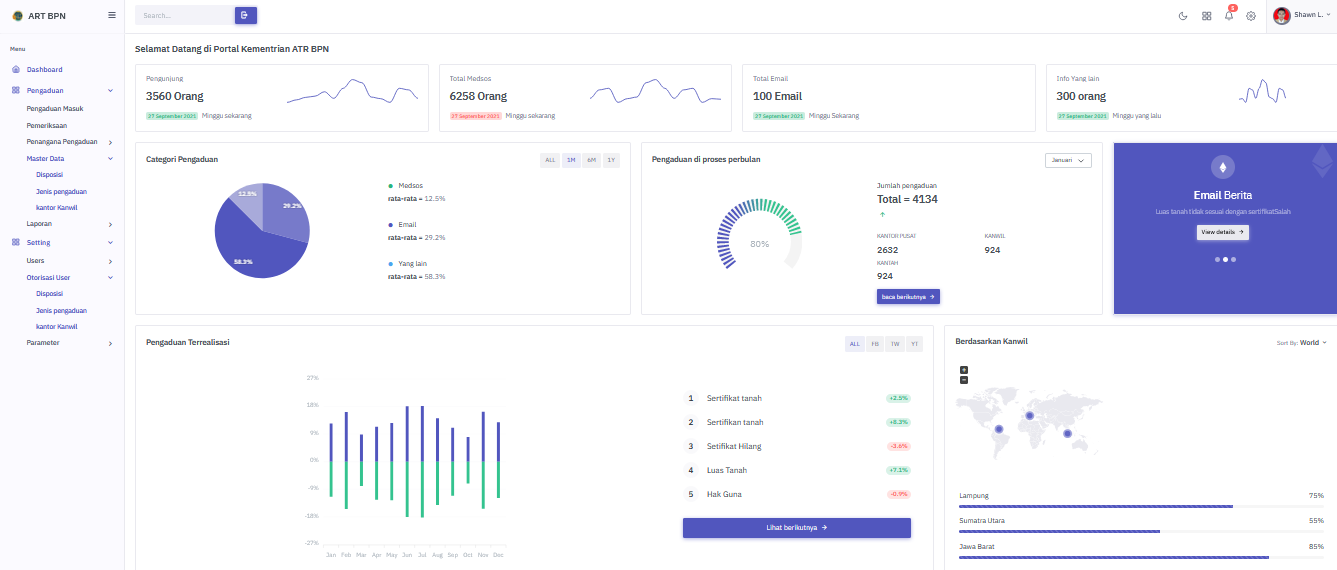 ART BPN
Search...
5
Shawn L.
Menu
Dashboard
Pengaduan
Pengaduan Masuk
Pemeriksaan
Penangana Pengaduan
Master Data
Disposisi
Jenis pengaduan
kantor Kanwil
Laporan
Setting
Users
Otorisasi User
Disposisi
Jenis pengaduan
kantor Kanwil
Parameter
Selamat Datang di Portal Kementrian ATR BPN
Pengunjung
3560 Orang
27 September 2021 Minggu sekarang
Total Medsos
6258 Orang
27 September 2021 Minggu sekarang
Total Email
100 Email
27 September 2021 Minggu Sekarang
Info Yang lain
300 orang
27 September 2021 Minggu yang lalu
Categori Pengaduan
ALL 1M 6M 1Y
12.5%
29.2%
58.3%
Medsos
rata-rata = 12.5%
Email
rata-rata = 29.2%
Yang lain
rata-rata = 58.3%
Pengaduan di proses perbulan
Januari
80%
Jumlah pengaduan
Total = 4134
KANTOR PUSAT
2632
KANWIL
924
KANTAH
924
baca berikutnya
Email Berita
Luas tanah tidak sesuai dengan sertifikatSalah
View details
Pengaduan Terrealisasi
ALL FB TW YT
27%
18%
9%
0%
-9%
-18%
-27%
Jan Feb Mar Apr May Jun Jul Aug Sep Oct Nov Dec
1 Sertifikat tanah +2.5%
2 Sertifikan tanah +8.3%
3 Setifikat Hilang -3.6%
4 Luas Tanah +7.1%
5 Hak Guna -0.9%
Lihat berikutnya
Berdasarkan Kanwil
Sort By: World
+
−
Lampung 75%
Sumatra Utara 55%
Jawa Barat 85%